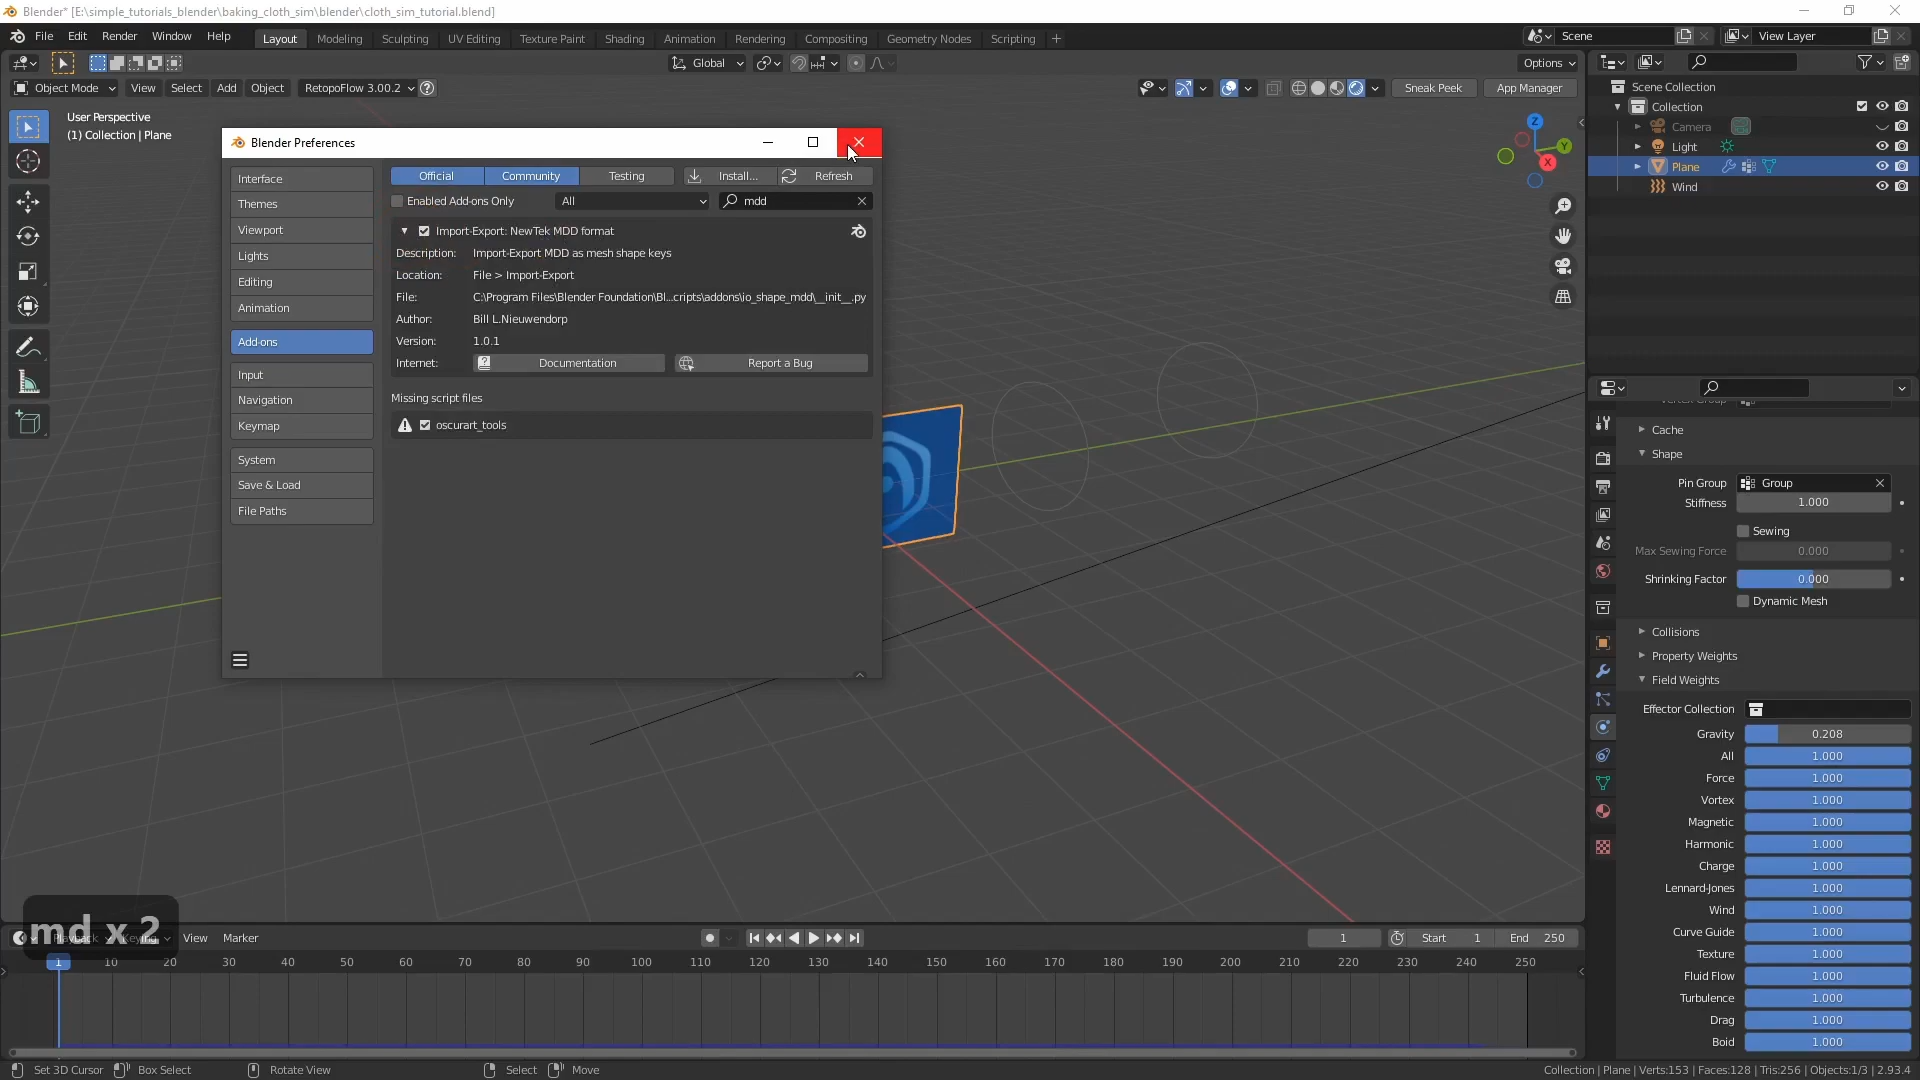 Blender* [E:\simple_tutorials_blender\baking_cloth_sim\blender\cloth_sim_tutorial.blend]
File Edit Render Window Help Layout Modeling Sculpting UV Editing Texture Paint Shading Animation Rendering Compositing Geometry Nodes Scripting + Scene View Layer
Global Options
Object Mode View Select Add Object RetopoFlow 3.00.2 Sneak Peek App Manager
User Perspective
(1) Collection | Plane
Scene Collection
Collection
Camera
Light
Plane
Wind
Z
Y
X
Blender Preferences
Interface
Themes
Viewport
Lights
Editing
Animation
Add-ons
Input
Navigation
Keymap
System
Save & Load
File Paths
Official Community Testing Install... Refresh
Enabled Add-ons Only All mdd
Import-Export: NewTek MDD format
Description: Import-Export MDD as mesh shape keys
Location: File > Import-Export
File: C:\Program Files\Blender Foundation\Bl...cripts\addons\io_shape_mdd\__init__.py
Author: Bill L.Nieuwendorp
Version: 1.0.1
Internet: Documentation Report a Bug
Missing script files
oscurart_tools
Cache
Shape
Pin Group Group
Stiffness 1.000
Sewing
Max Sewing Force 0.000
Shrinking Factor 0.000
Dynamic Mesh
Collisions
Property Weights
Field Weights
Effector Collection
Gravity 0.208
All 1.000
Force 1.000
Vortex 1.000
Magnetic 1.000
Harmonic 1.000
Charge 1.000
Lennard-Jones 1.000
Wind 1.000
Curve Guide 1.000
Texture 1.000
Fluid Flow 1.000
Turbulence 1.000
Drag 1.000
Boid 1.000
md x 2
Playback Keying View Marker 1 Start 1 End 250
1 10 20 30 40 50 60 70 80 90 100 110 120 130 140 150 160 170 180 190 200 210 220 230 240 250
Set 3D Cursor Box Select Rotate View Select Move Collection | Plane | Verts:153 | Faces:128 | Tris:256 | Objects:1/3 | 2.93.4